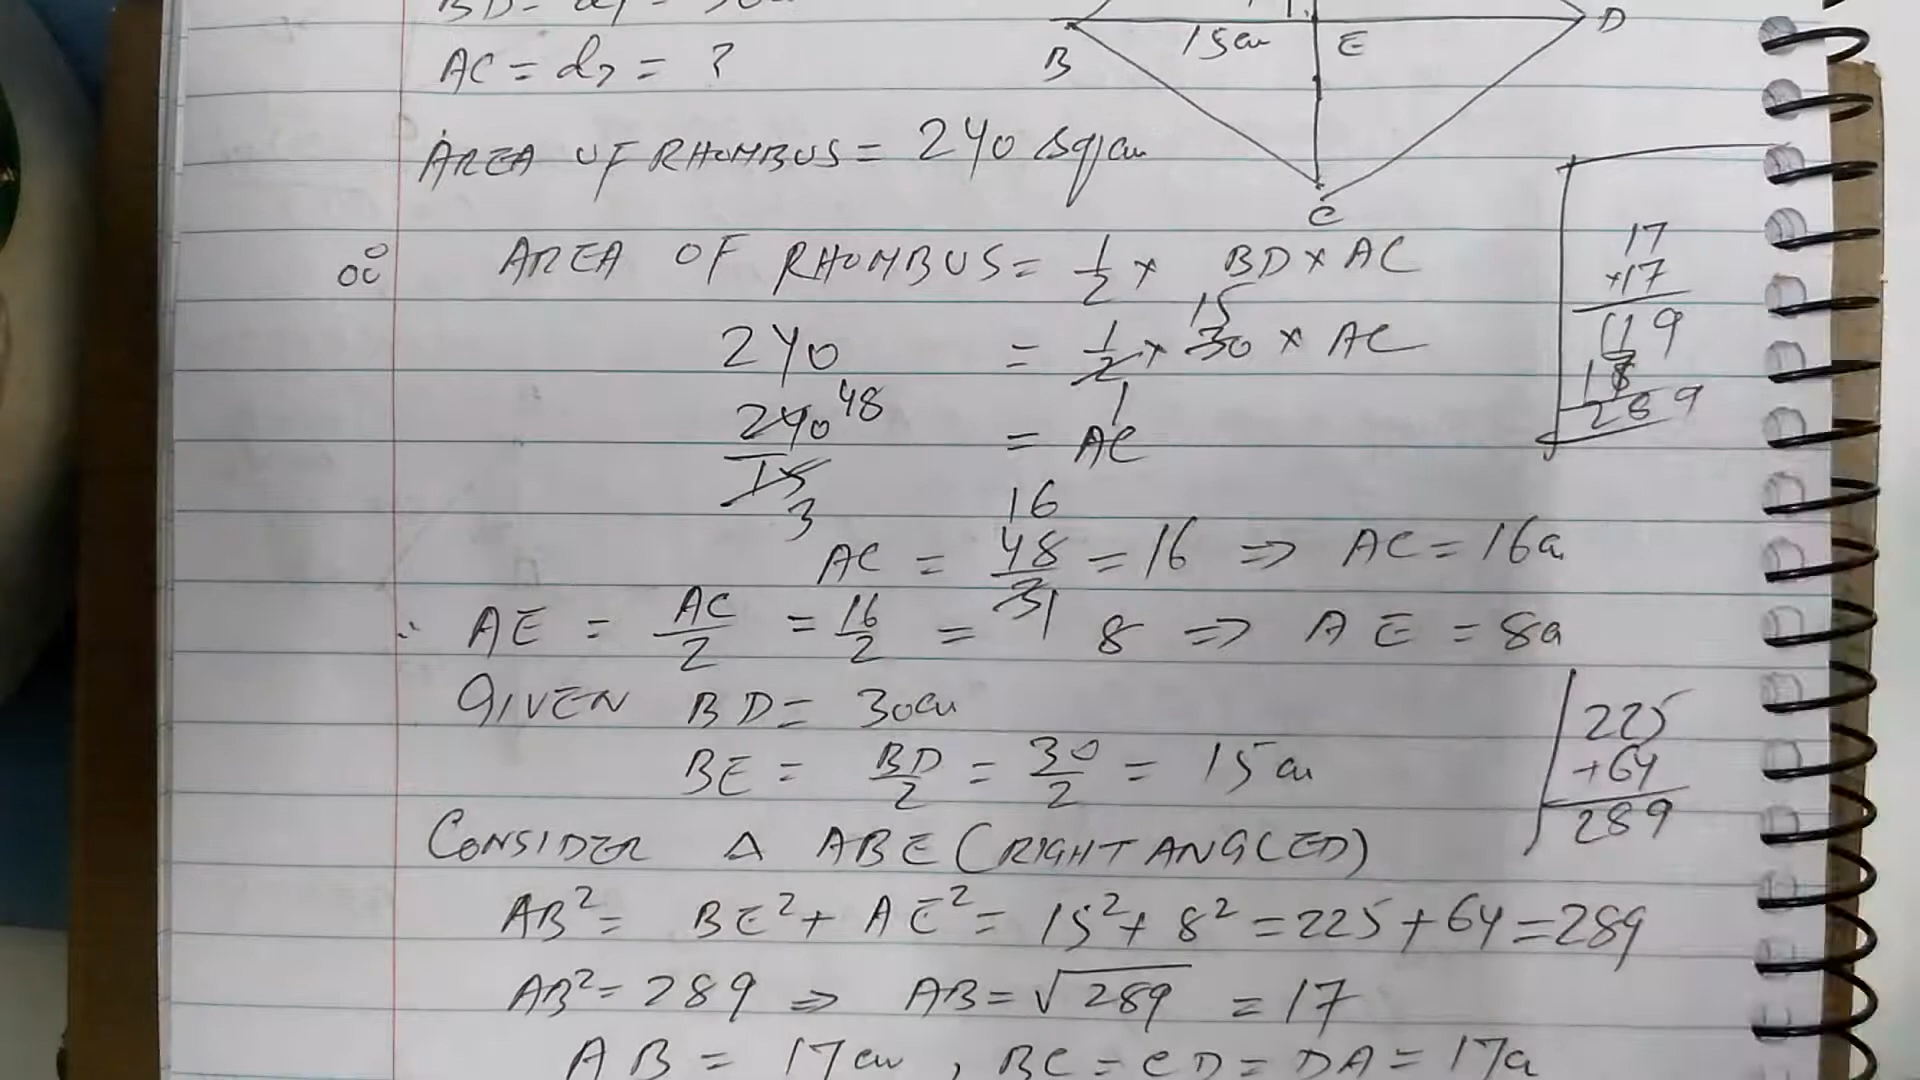 AC = d2 = ?
B 15cm E D
AREA OF RHOMBUS = 240 sqcm
C
∴ AREA OF RHOMBUS = 1/2 × BD × AC
15
240 = 1/2 × 30 × AC
1
240 48 / 15 3 = AC
16
AC = 48/3 1 = 16 ⇒ AC = 16cm
∴ AE = AC/2 = 16/2 = 8 ⇒ AE = 8cm
GIVEN BD = 30cm
BE = BD/2 = 30/2 = 15cm
CONSIDER △ ABE (RIGHT ANGLED)
AB² = BE² + AE² = 15² + 8² = 225 + 64 = 289
AB² = 289 ⇒ AB = √289 = 17
AB = 17cm, BC = CD = DA = 17cm
17
×17
119
289
225
+64
289